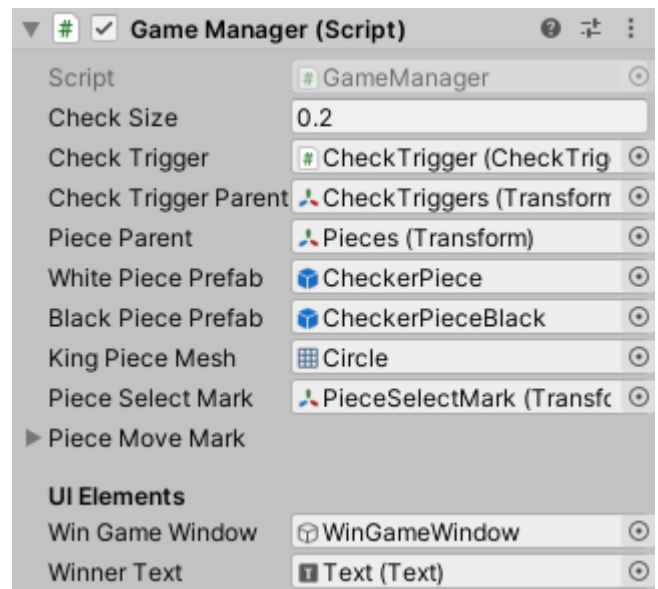 Game Manager (Script)
Script # GameManager
Check Size 0.2
Check Trigger # CheckTrigger (CheckTrig
Check Trigger Parent CheckTriggers (Transform
Piece Parent Pieces (Transform)
White Piece Prefab CheckerPiece
Black Piece Prefab CheckerPieceBlack
King Piece Mesh Circle
Piece Select Mark PieceSelectMark (Transfo
Piece Move Mark
UI Elements
Win Game Window WinGameWindow
Winner Text Text (Text)